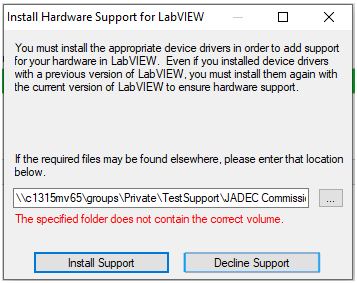 Install Hardware Support for LabVIEW
You must install the appropriate device drivers in order to add support
for your hardware in LabVIEW. Even if you installed device drivers
with a previous version of LabVIEW, you must install them again with
the current version of LabVIEW to ensure hardware support.
If the required files may be found elsewhere, please enter that location
below.
\\c1315mv65\groups\Private\TestSupport\JADEC Commissi
...
The specified folder does not contain the correct volume.
Install Support
Decline Support